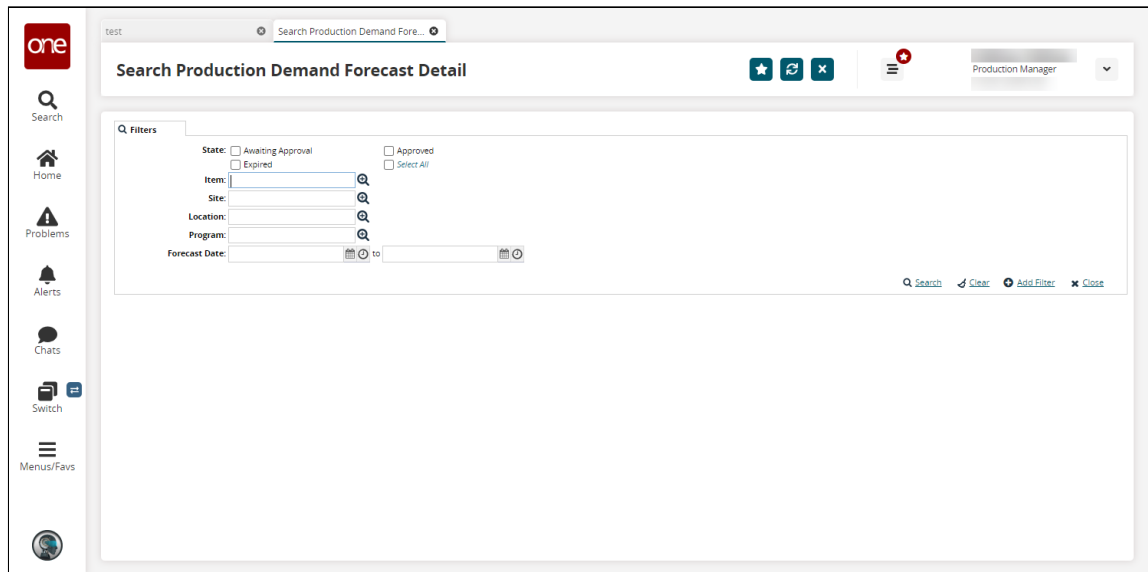 one
test
Search Production Demand Fore...
Search Production Demand Forecast Detail
Production Manager
Search
Home
Problems
Alerts
Chats
Switch
Menus/Favs
Filters
State: Awaiting Approval Approved
Expired Select All
Item:
Site:
Location:
Program:
Forecast Date: to
Search Clear Add Filter Close